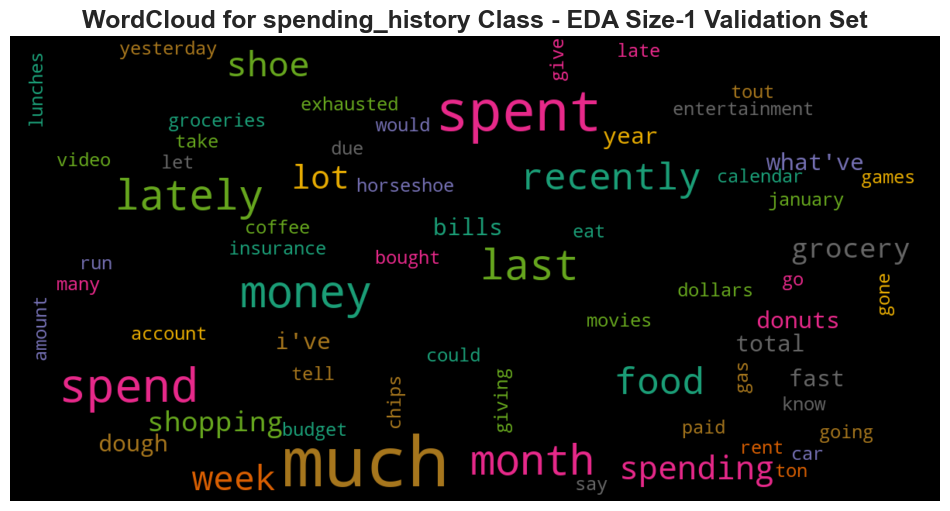 WordCloud for spending_history Class - EDA Size-1 Validation Set
yesterday
give
late
lunches
shoe
tout
exhausted
spent
entertainment
groceries
would
year
take
due
video
let
lot
what've
horseshoe
recently
calendar
games
lately
january
coffee
bills
eat
insurance
grocery
bought
last
run
many
money
dollars
go
gone
amount
account
movies
donuts
i've
total
could
tell
spend
food
gas
fast
chips
giving
know
shopping
budget
paid
going
dough
much
month
rent
car
week
spending
ton
say